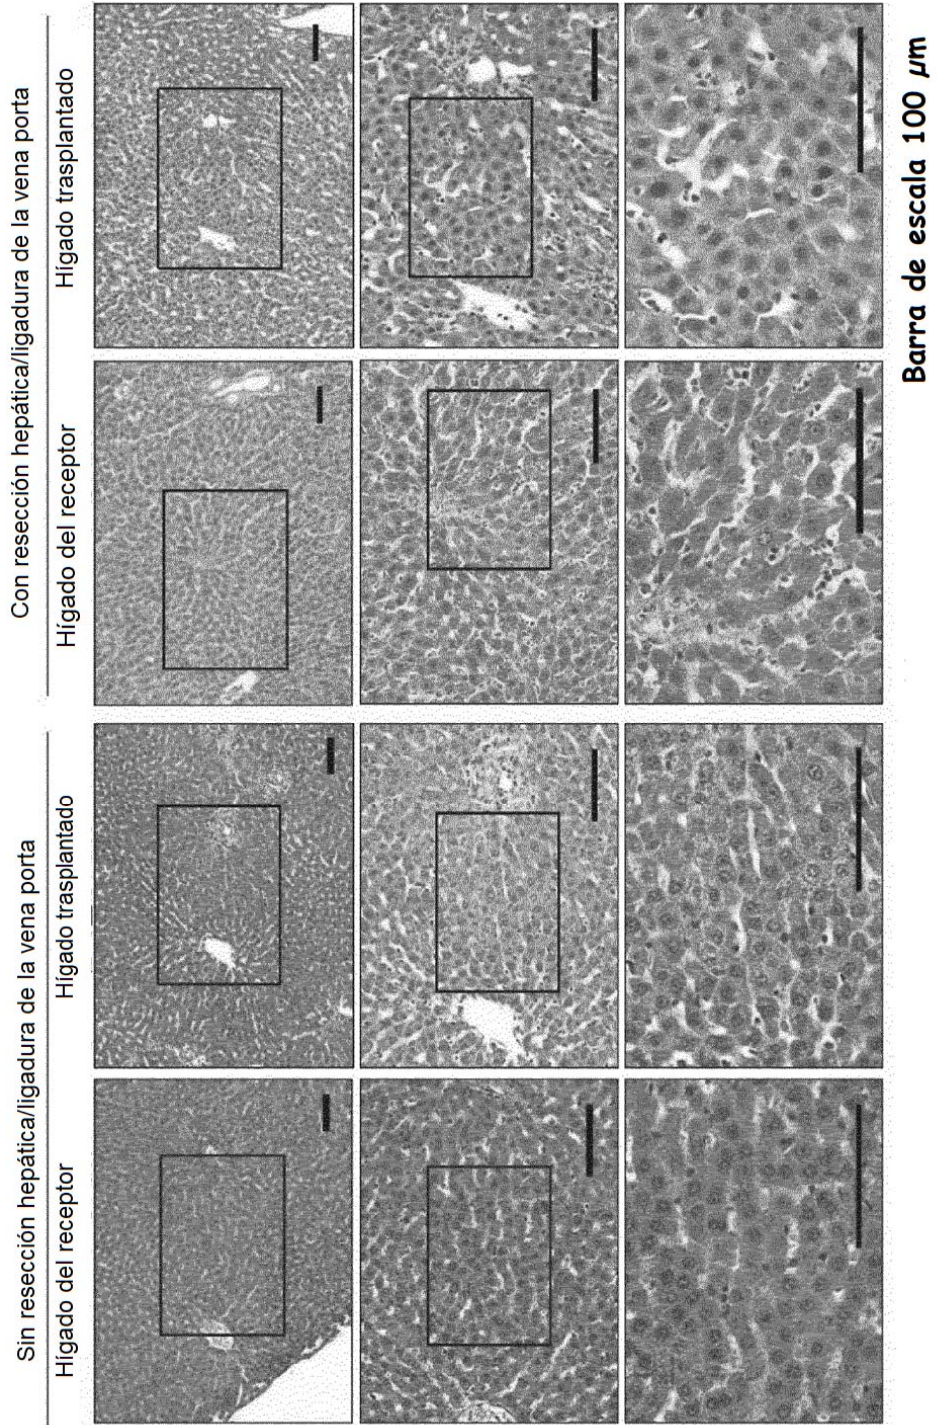 Sin resección hepática/ligadura de la vena porta
Con resección hepática/ligadura de la vena porta
Hígado del receptor
Hígado trasplantado
Hígado del receptor
Hígado trasplantado
Barra de escala 100 µm